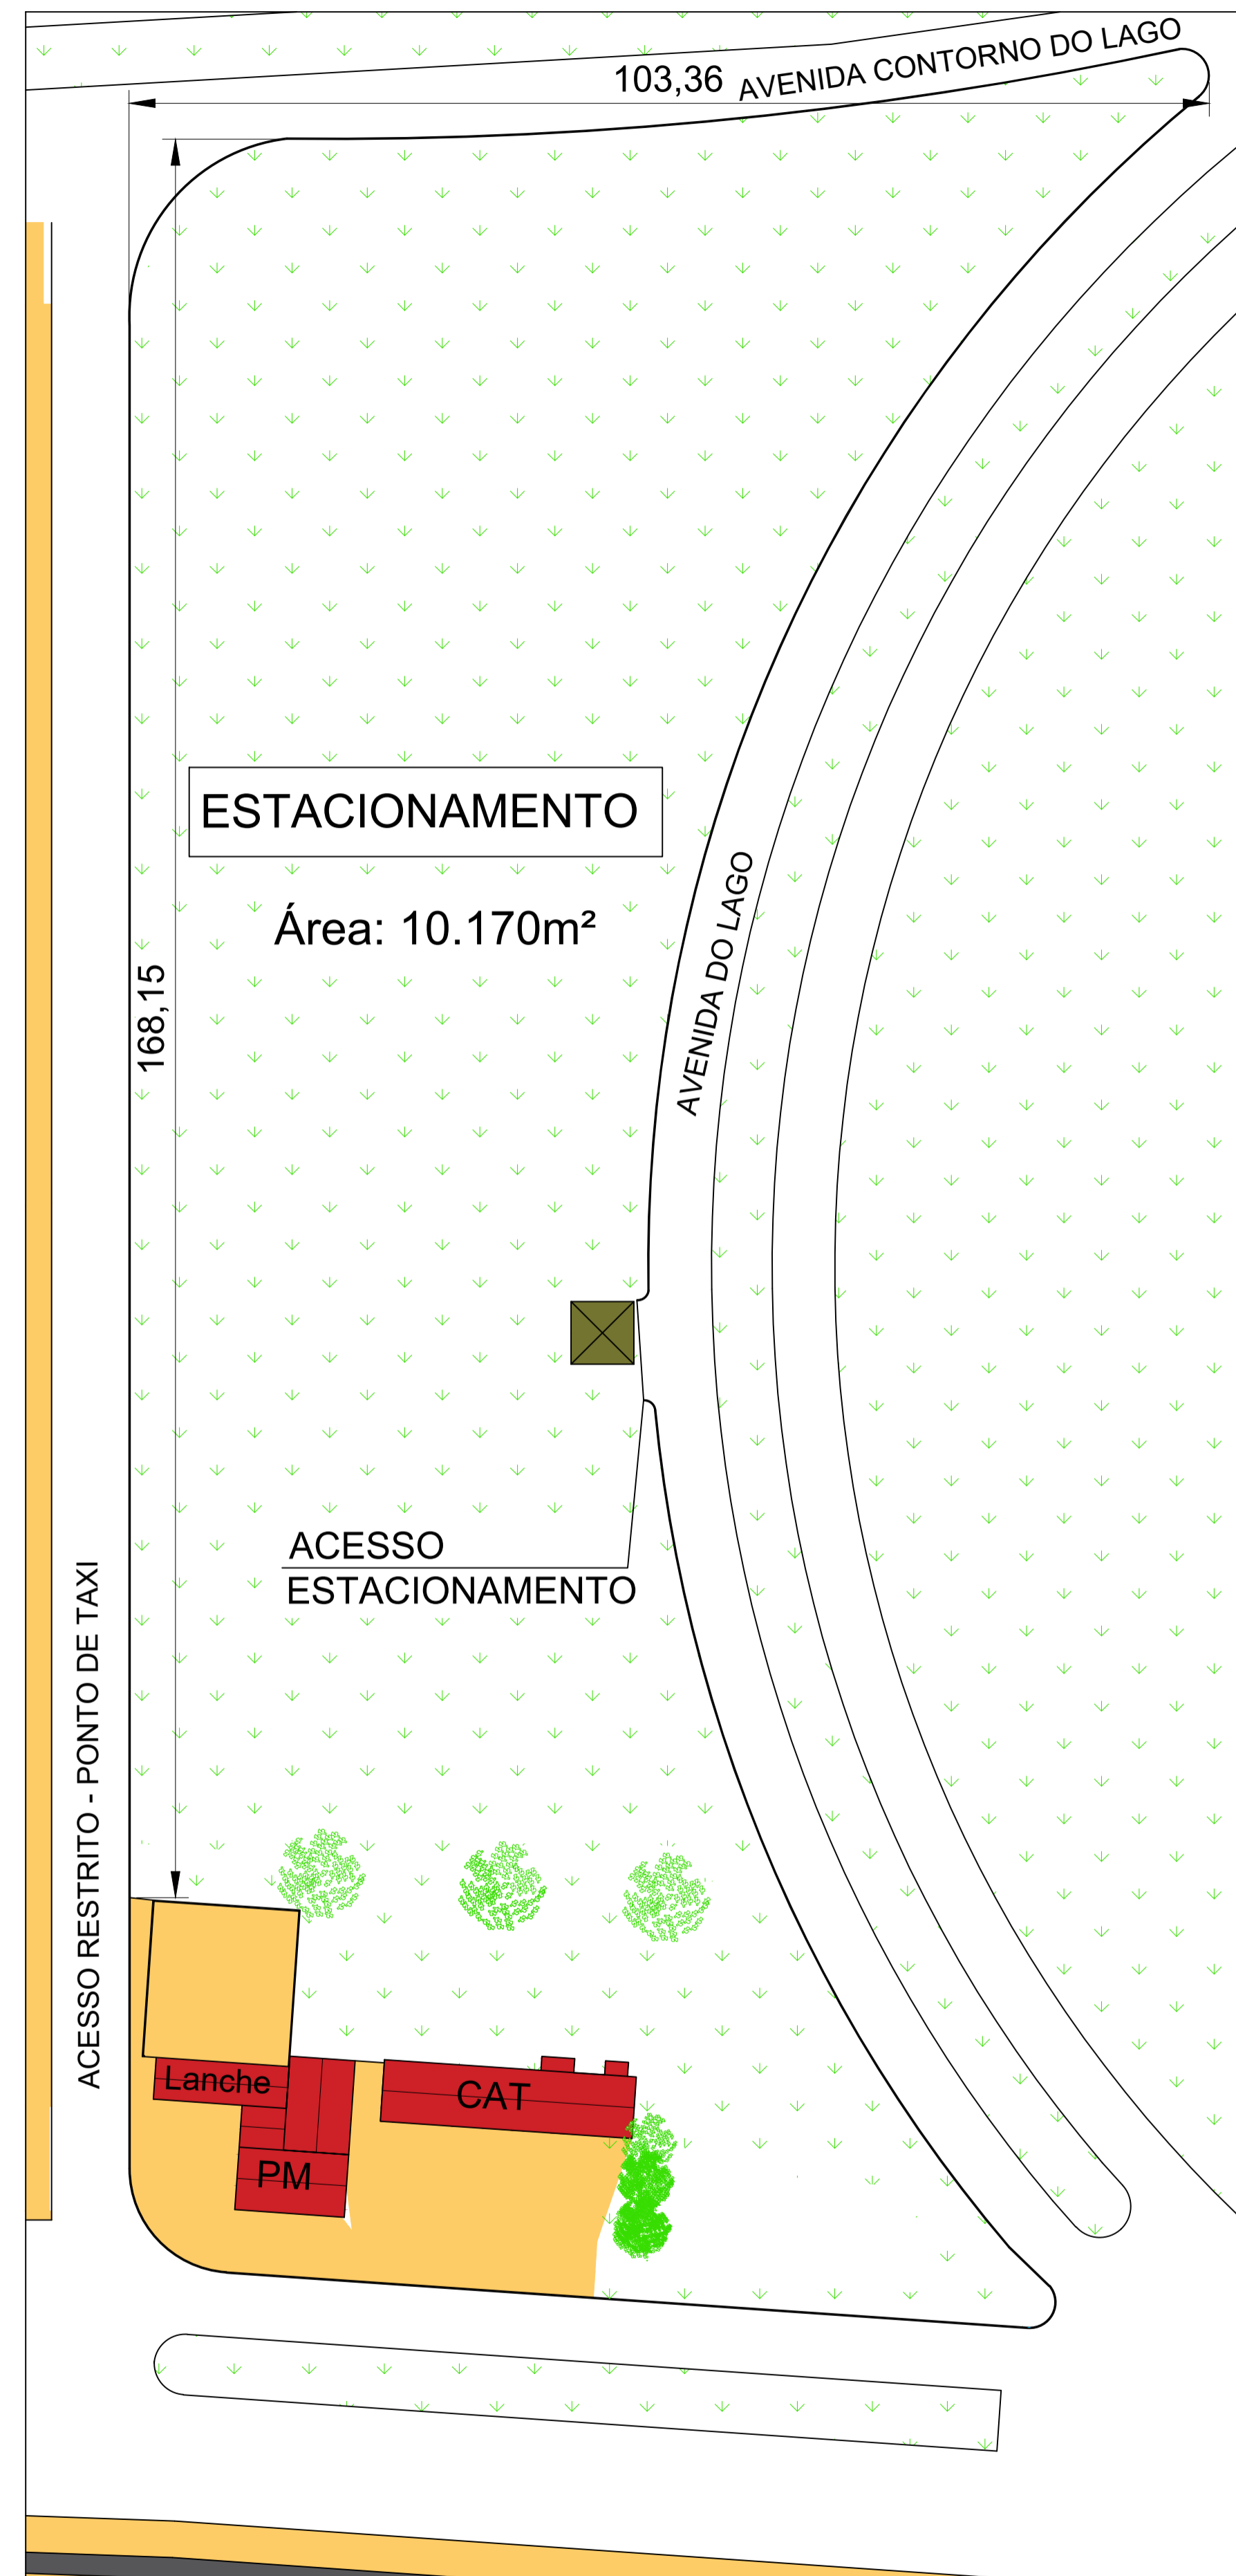 103,36
AVENIDA CONTORNO DO LAGO
ESTACIONAMENTO
Área: 10.170m²
168,15
AVENIDA DO LAGO
ACESSO
ESTACIONAMENTO
ACESSO RESTRITO - PONTO DE TAXI
Lanche
CAT
PM